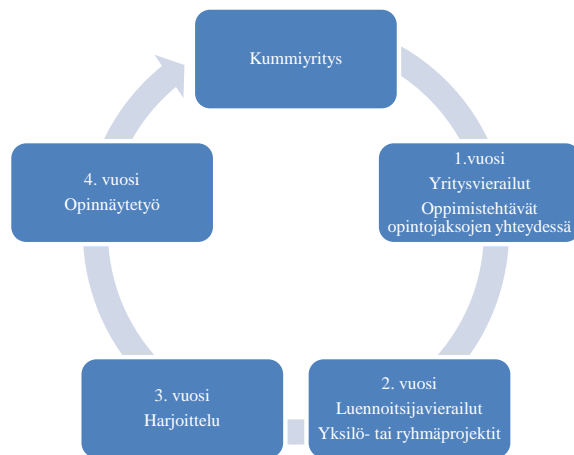 Kummiyritys
1.vuosi
Yritysvierailut
Oppimistehtävät
opintojaksojen yhteydessä
2. vuosi
Luennoitsijavierailut
Yksilö- tai ryhmäprojektit
3. vuosi
Harjoittelu
4. vuosi
Opinnäytetyö